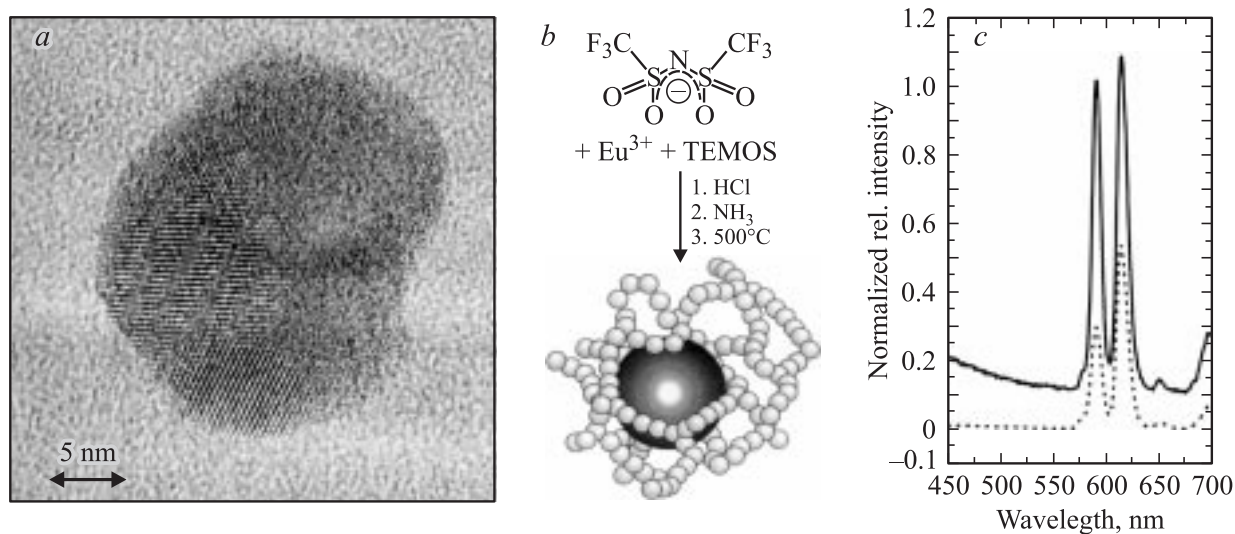 a
5 nm
b
F₃C CF₃
N
S S
−
O O
O O
+ Eu³⁺ + TEMOS
1. HCl
2. NH₃
3. 500°C
c
Normalized rel. intensity
1.2
1.0
0.8
0.6
0.4
0.2
0
–0.1
450 500 550 600 650 700
Wavelegth, nm